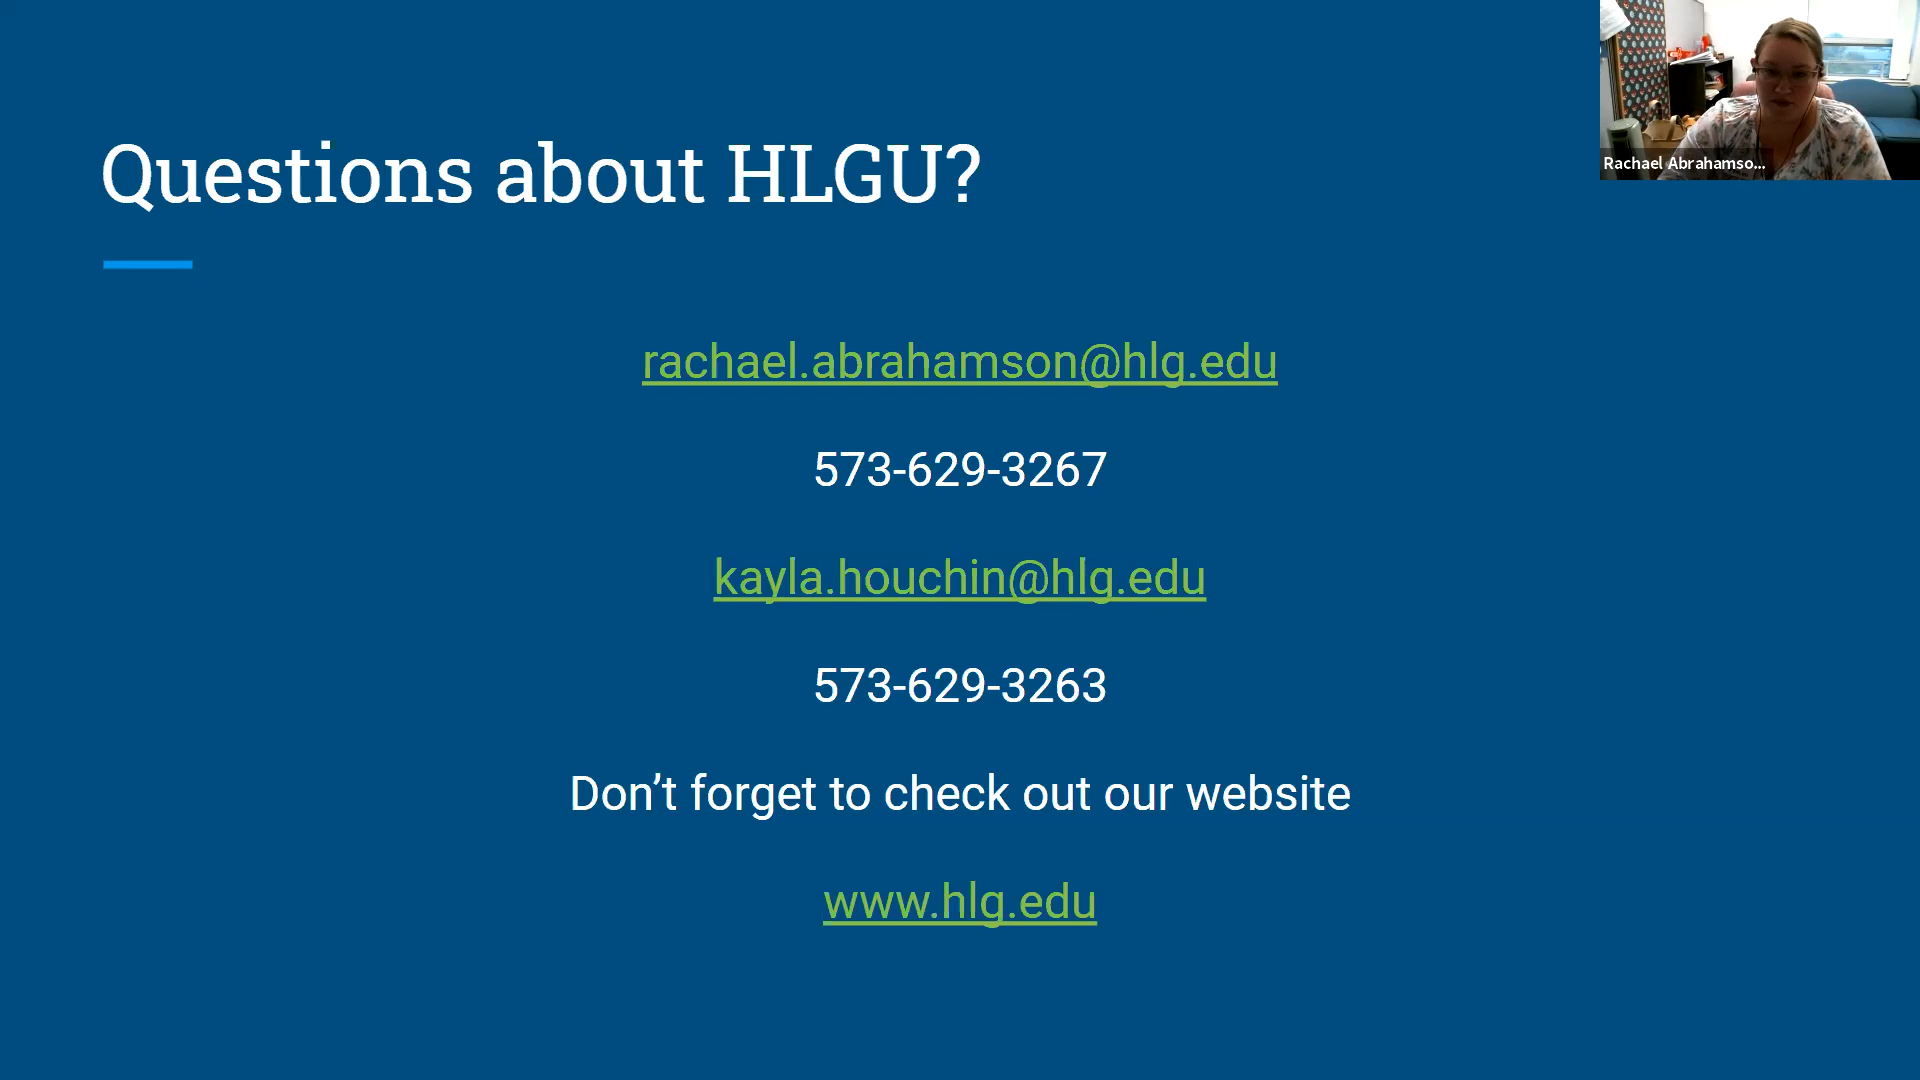 Questions about HLGU?
Rachael Abrahamso...
rachael.abrahamson@hlg.edu
573-629-3267
kayla.houchin@hlg.edu
573-629-3263
Don’t forget to check out our website
www.hlg.edu